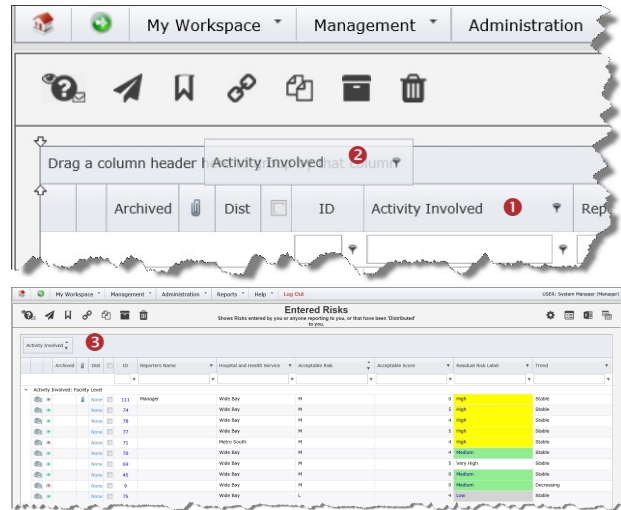 My Workspace Management Administration
Activity Involved 2
Drag a column header here to group by that column
Archived Dist ID Activity Involved 1 Rep
My Workspace Management Administration Reports Help Log Out USER: System Manager (Manager)
Entered Risks
Shows Risks entered by you or anyone reporting to you, or that have been 'Distributed'
to you.
Activity Involved 3
Archived Dist ID Reporters Name Hospital and Health Service Acceptable Risk Acceptable Score Residual Risk Label Trend
Activity Involved: Facility Level
None 111 Manager Wide Bay M 0 High Stable
None 74 Wide Bay M 5 High Stable
None 78 Wide Bay M 4 High Stable
None 77 Wide Bay M 5 High Stable
None 71 Metro South M 4 High Stable
None 70 Wide Bay M 4 Medium Stable
None 69 Wide Bay M 5 Very High Stable
None 45 Wide Bay M 0 Medium Stable
None 9 Wide Bay M 0 Medium Decreasing
None 75 Wide Bay L 4 Low Stable